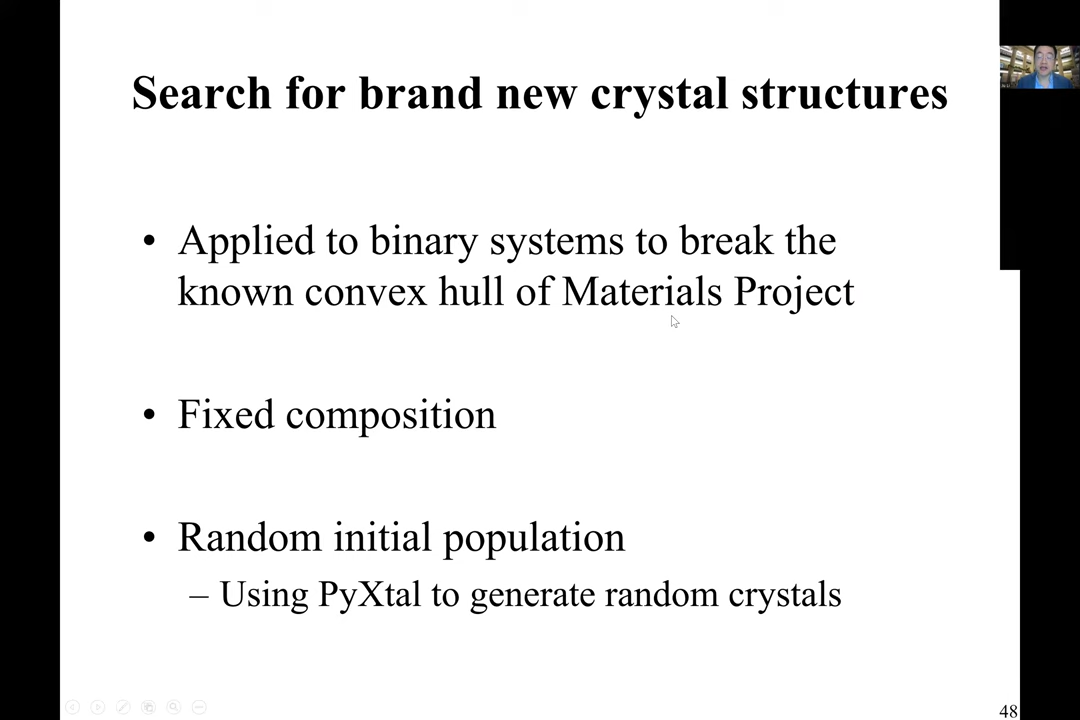 Search for brand new crystal structures
• Applied to binary systems to break the
known convex hull of Materials Project
• Fixed composition
• Random initial population
– Using PyXtal to generate random crystals
48